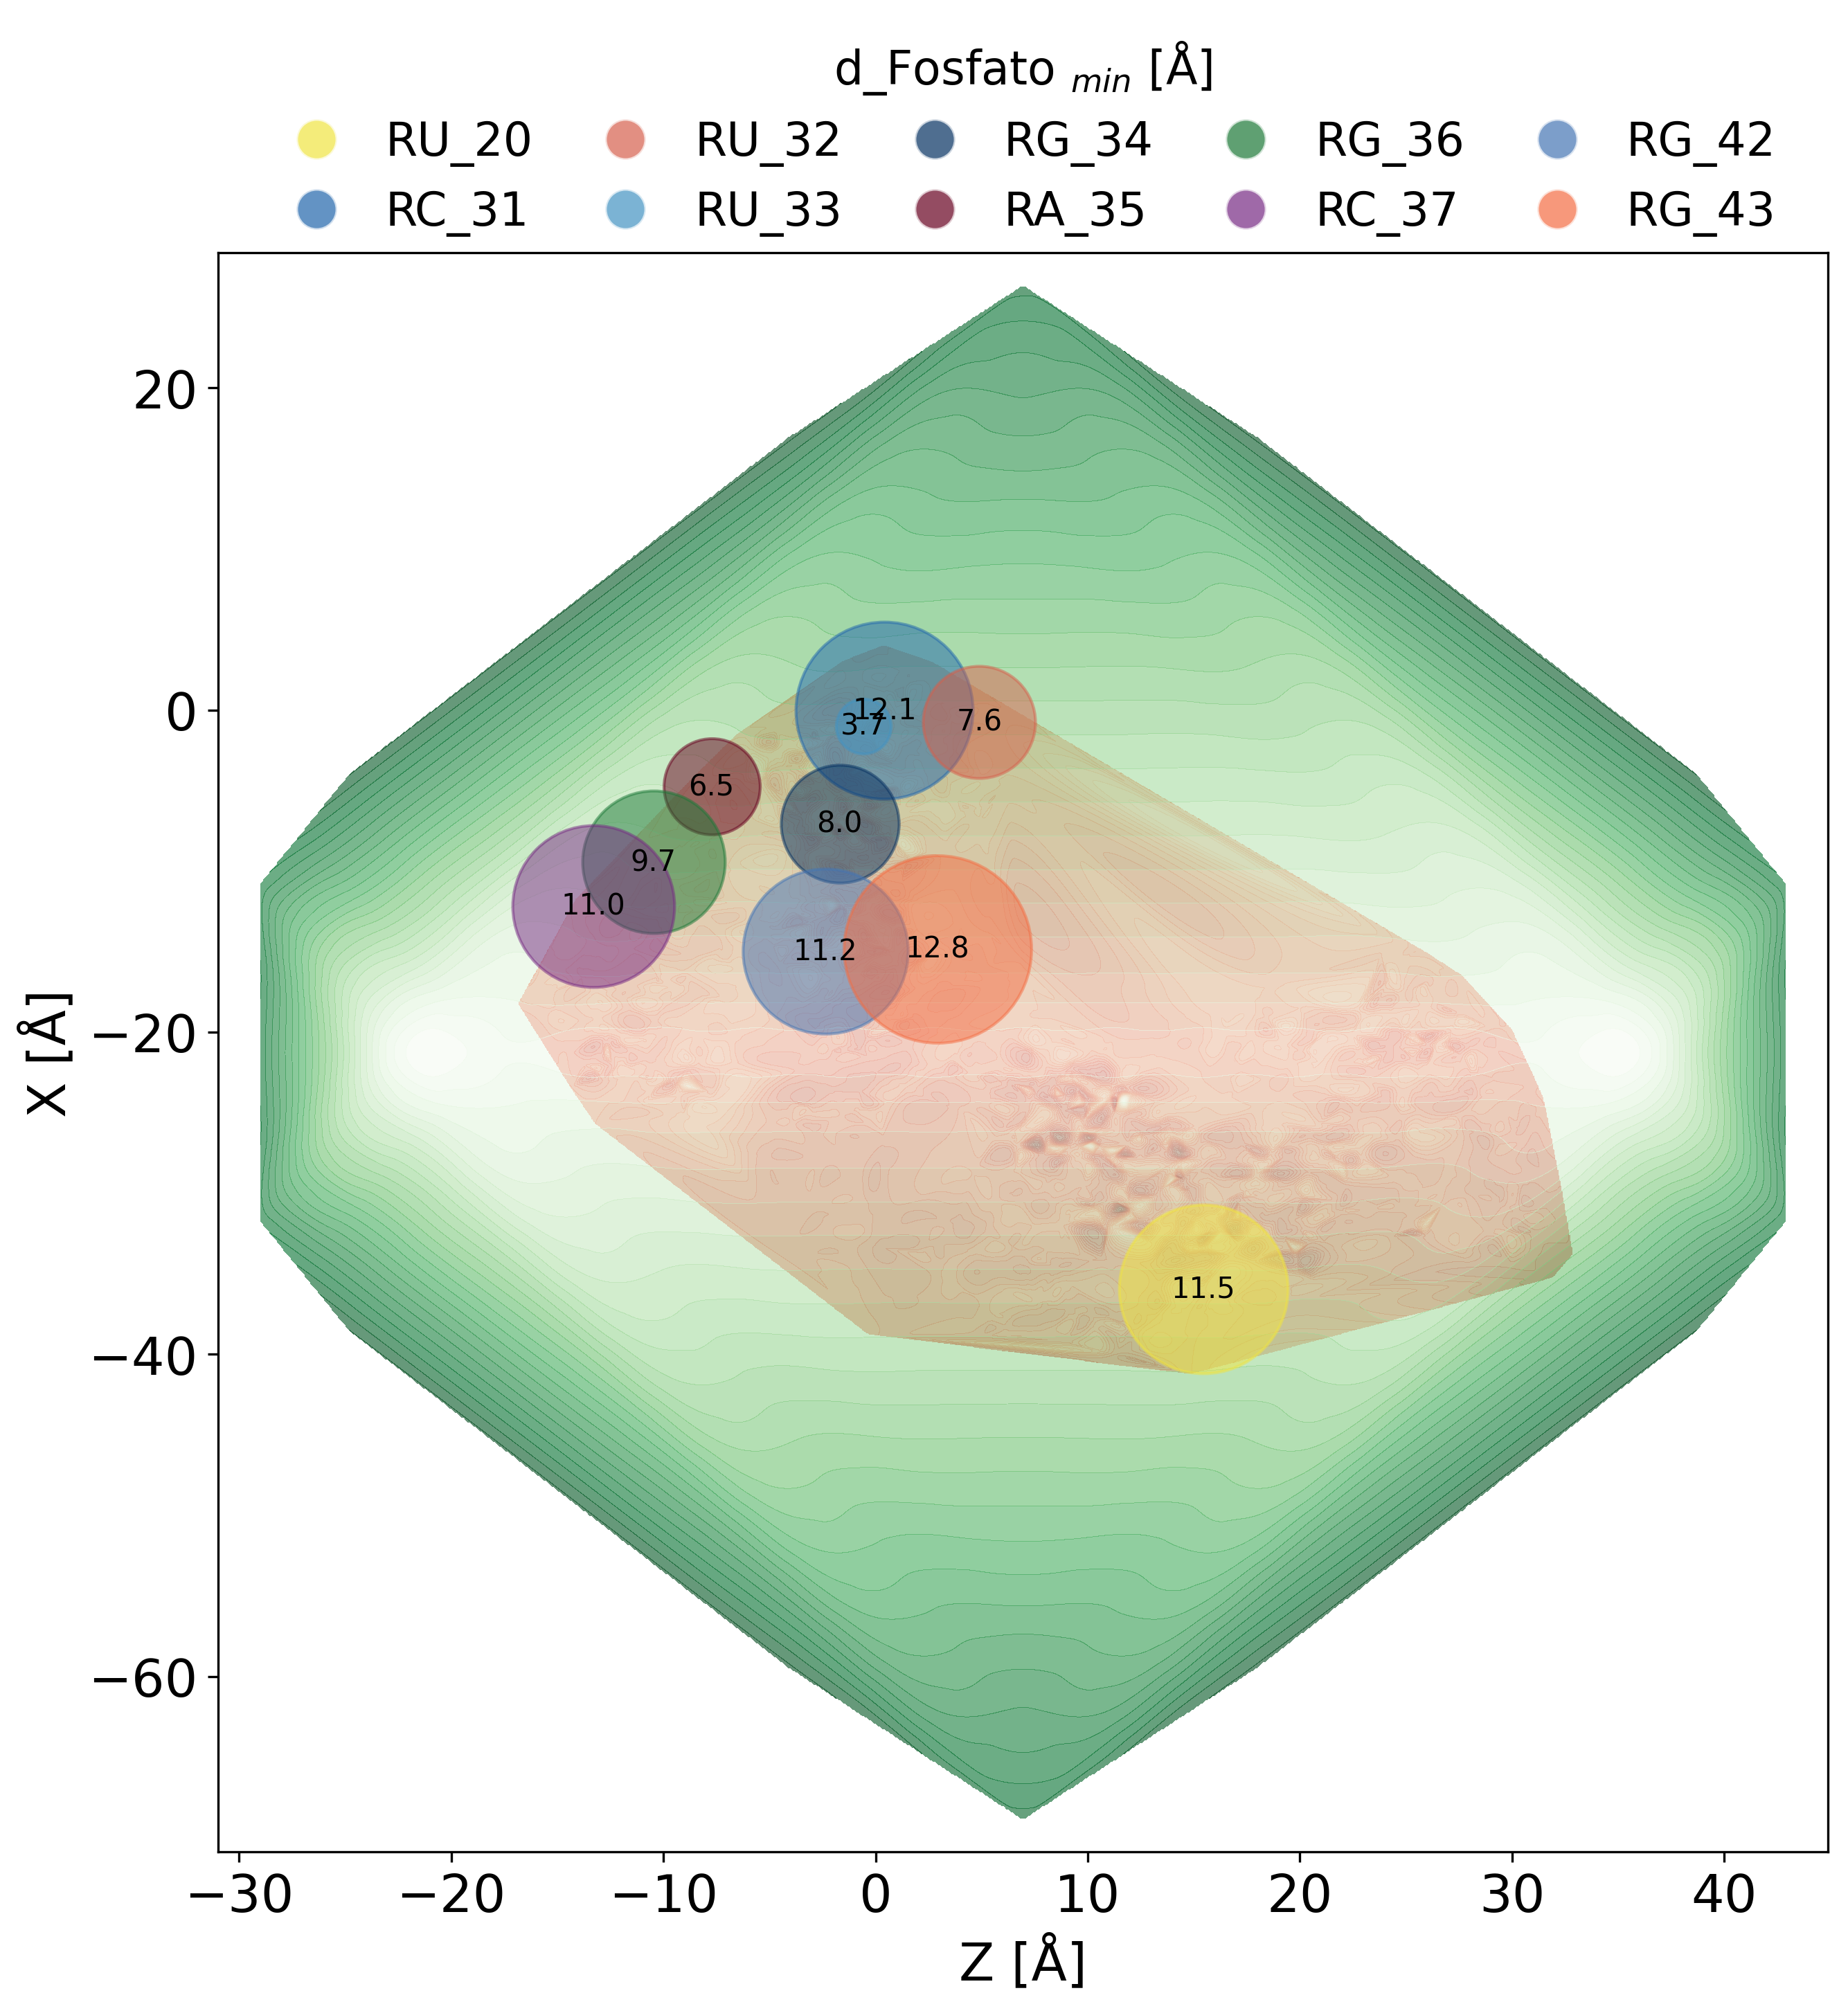 d_Fosfato min [Å]
RU_20 RU_32 RG_34 RG_36 RG_42
RC_31 RU_33 RA_35 RC_37 RG_43
20
0
−20
−40
−60
X [Å]
12.1
3.7
7.6
6.5
8.0
9.7
11.0
11.2
12.8
11.5
−30 −20 −10 0 10 20 30 40
Z [Å]